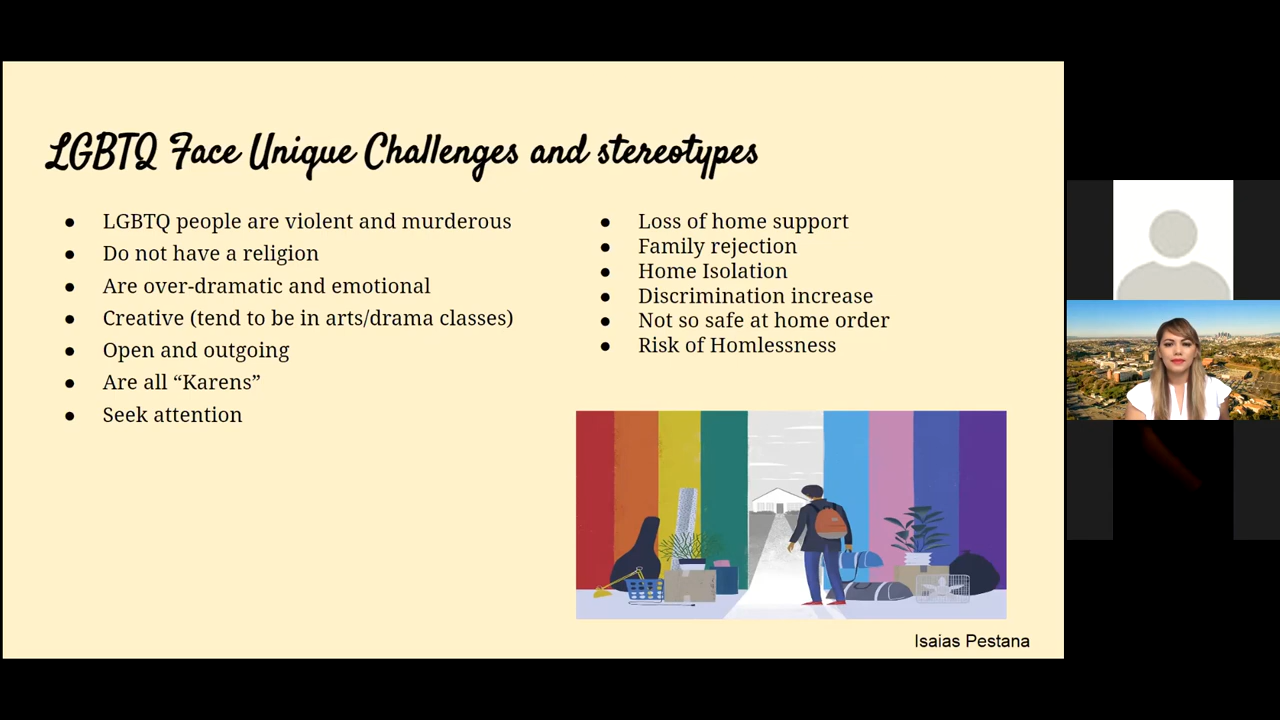 LGBTQ Face Unique Challenges and stereotypes
● LGBTQ people are violent and murderous
● Do not have a religion
● Are over-dramatic and emotional
● Creative (tend to be in arts/drama classes)
● Open and outgoing
● Are all “Karens”
● Seek attention
● Loss of home support
● Family rejection
● Home Isolation
● Discrimination increase
● Not so safe at home order
● Risk of Homlessness
Isaias Pestana